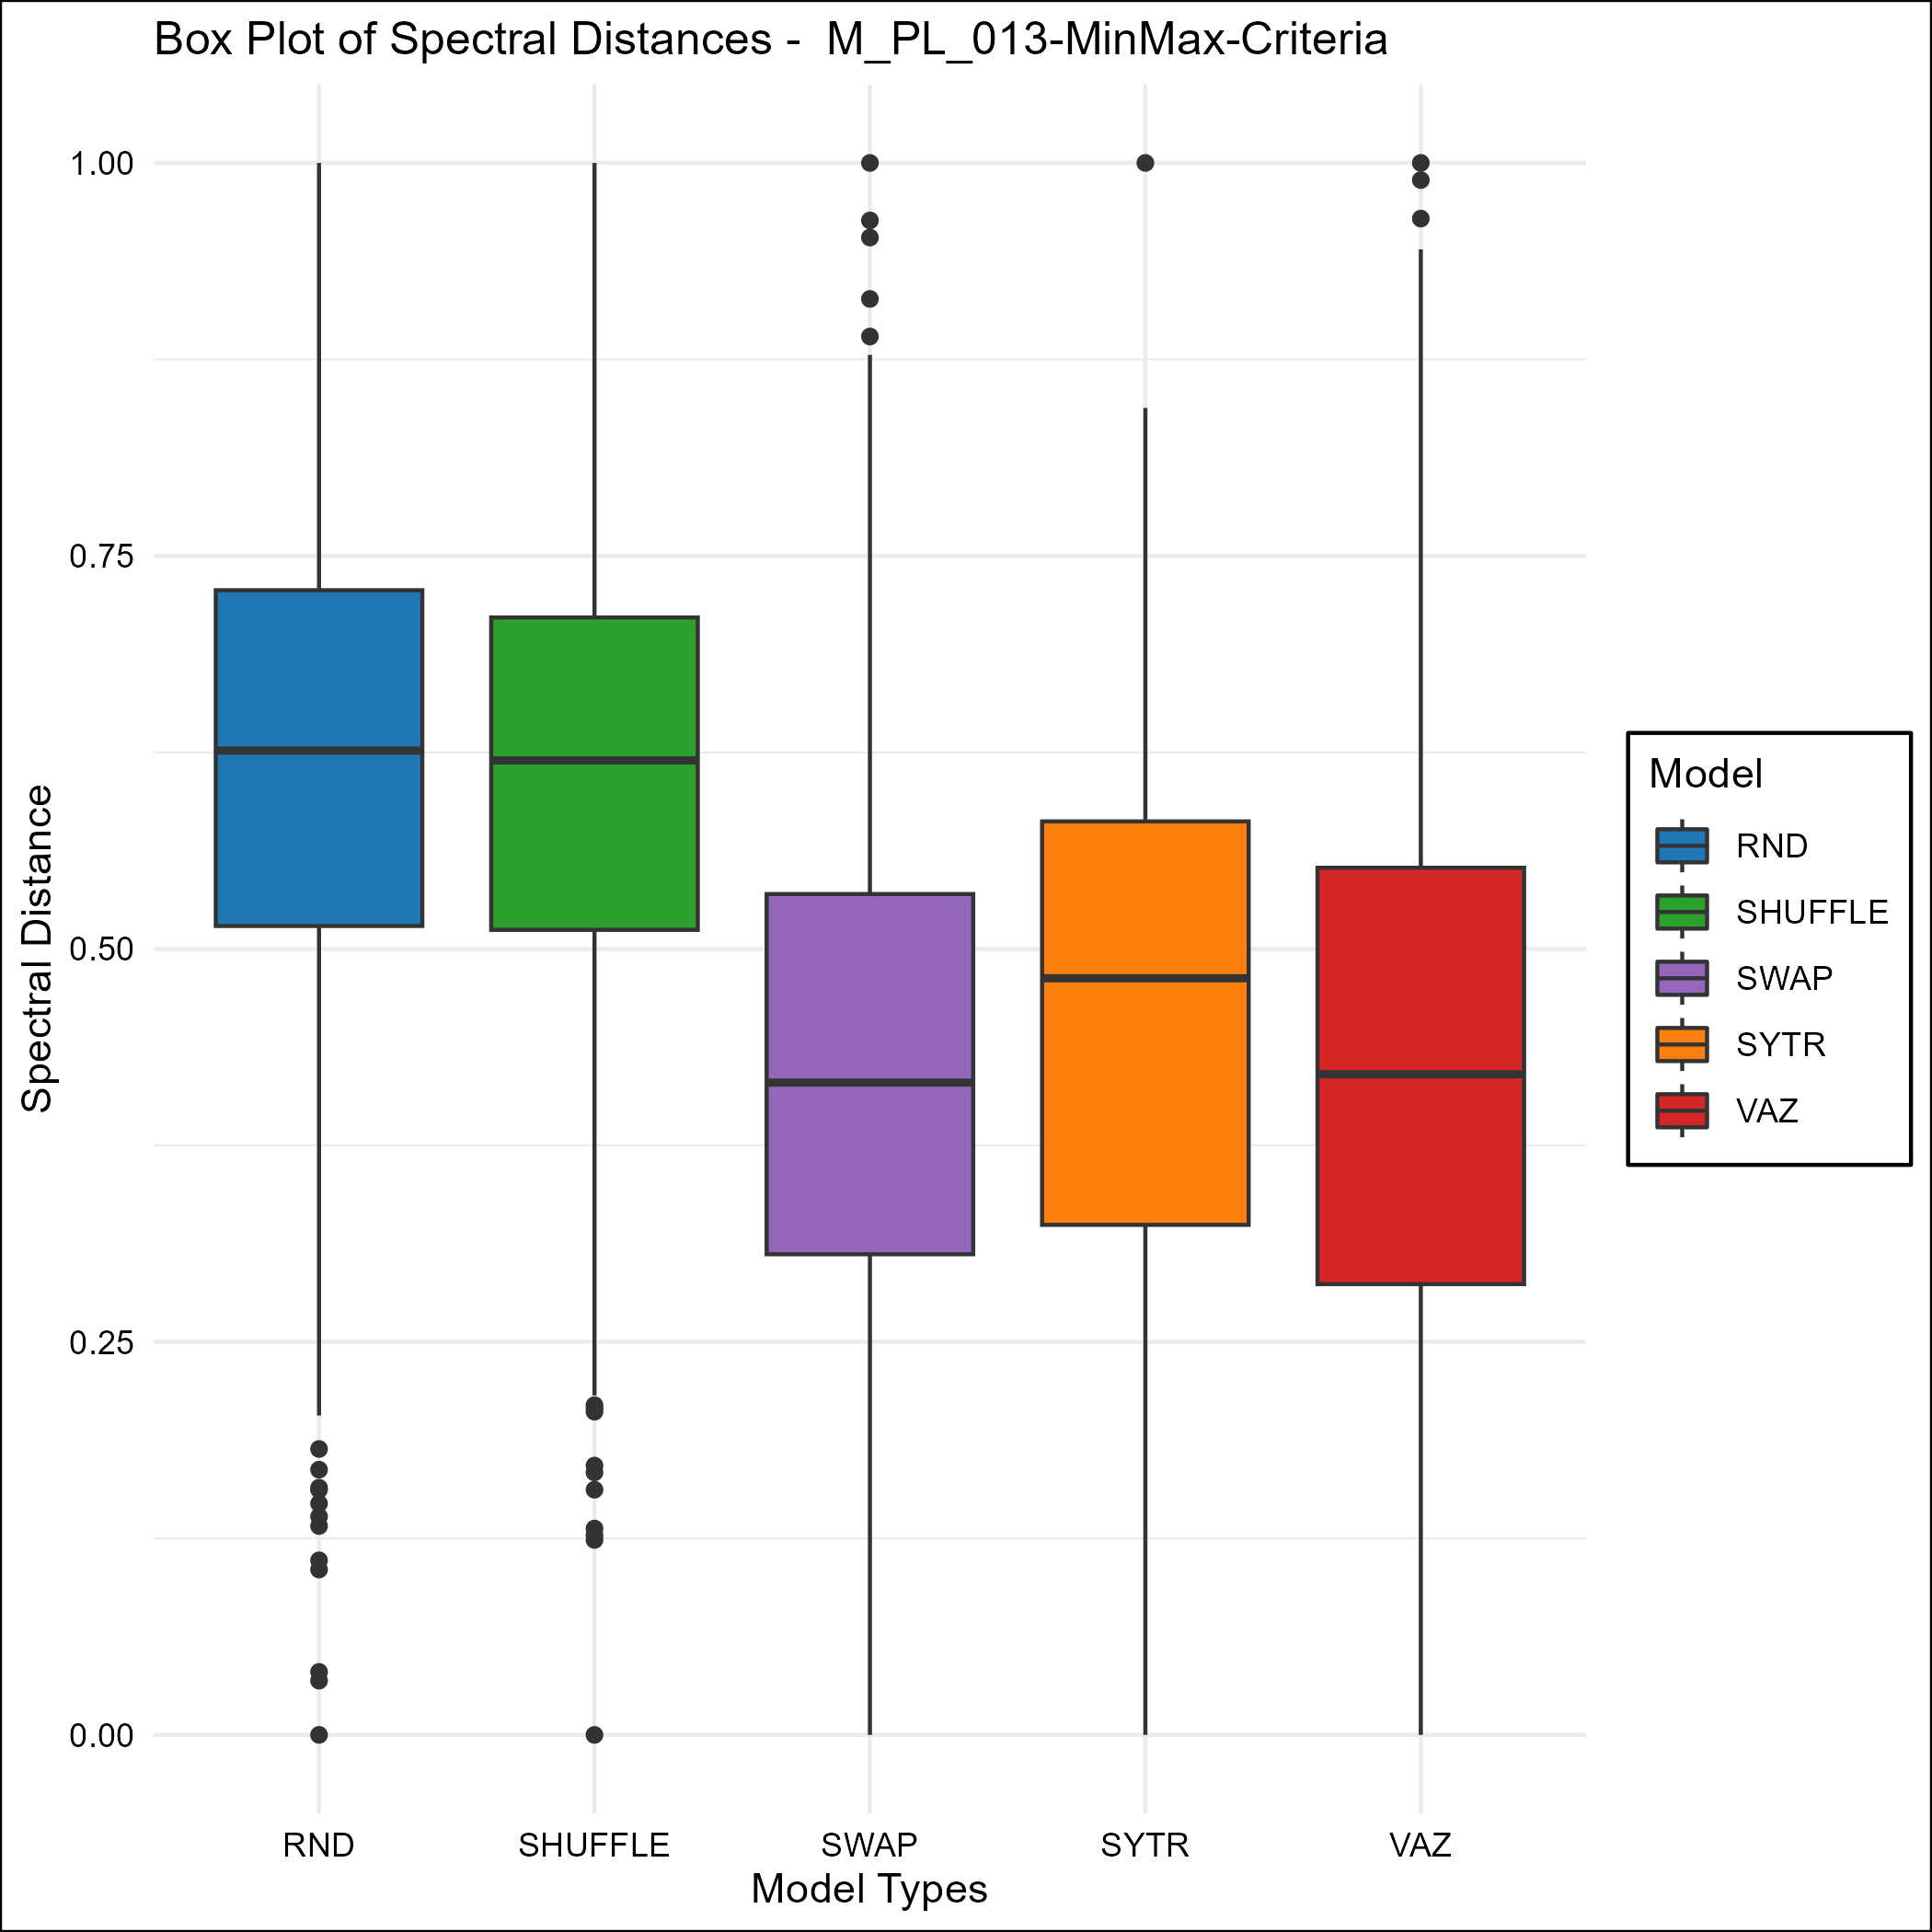 Box Plot of Spectral Distances -  M_PL_013-MinMax-Criteria
1.00
0.75
0.50
0.25
0.00
Spectral Distance
RND
SHUFFLE
SWAP
SYTR
VAZ
Model Types
Model
RND
SHUFFLE
SWAP
SYTR
VAZ